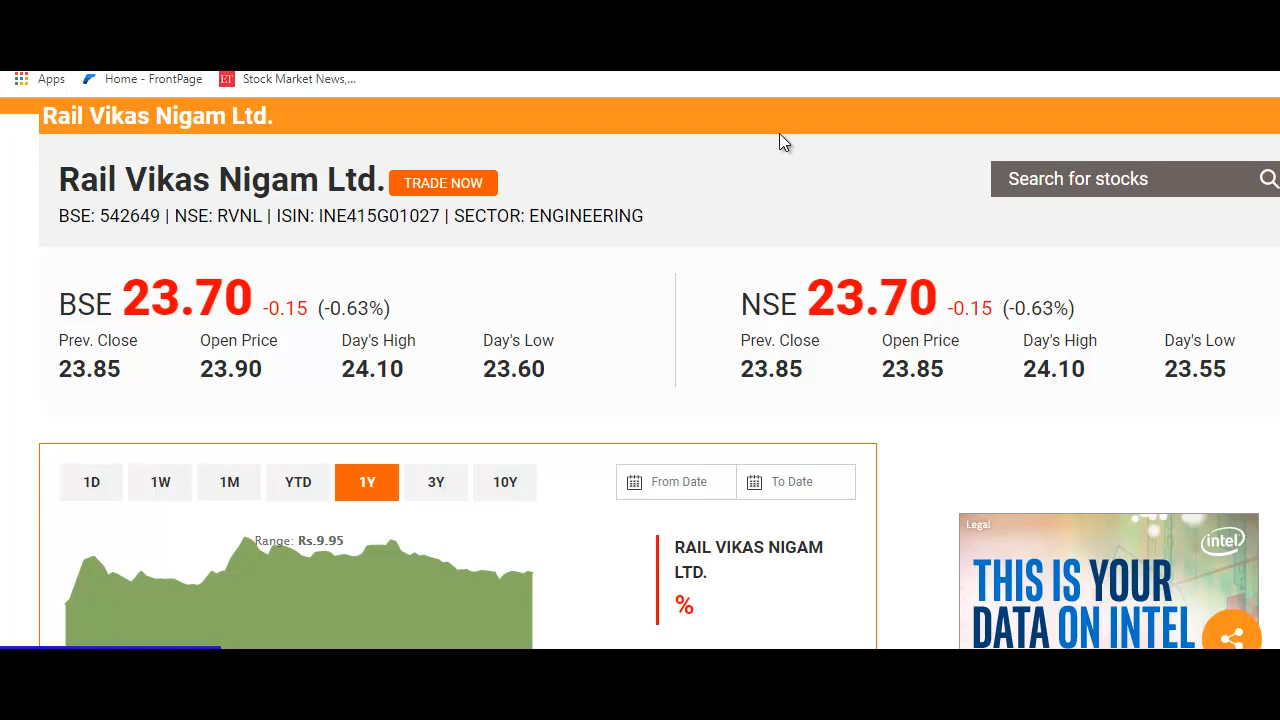 Apps Home - FrontPage ET Stock Market News,...
Rail Vikas Nigam Ltd.
Rail Vikas Nigam Ltd. TRADE NOW
Search for stocks
BSE: 542649 | NSE: RVNL | ISIN: INE415G01027 | SECTOR: ENGINEERING
BSE 23.70 -0.15 (-0.63%)
Prev. Close Open Price Day's High Day's Low
23.85 23.90 24.10 23.60
NSE 23.70 -0.15 (-0.63%)
Prev. Close Open Price Day's High Day's Low
23.85 23.85 24.10 23.55
1D 1W 1M YTD 1Y 3Y 10Y
From Date To Date
Range: Rs.9.95
RAIL VIKAS NIGAM
LTD.
%
Legal
intel
THIS IS YOUR
DATA ON INTEL